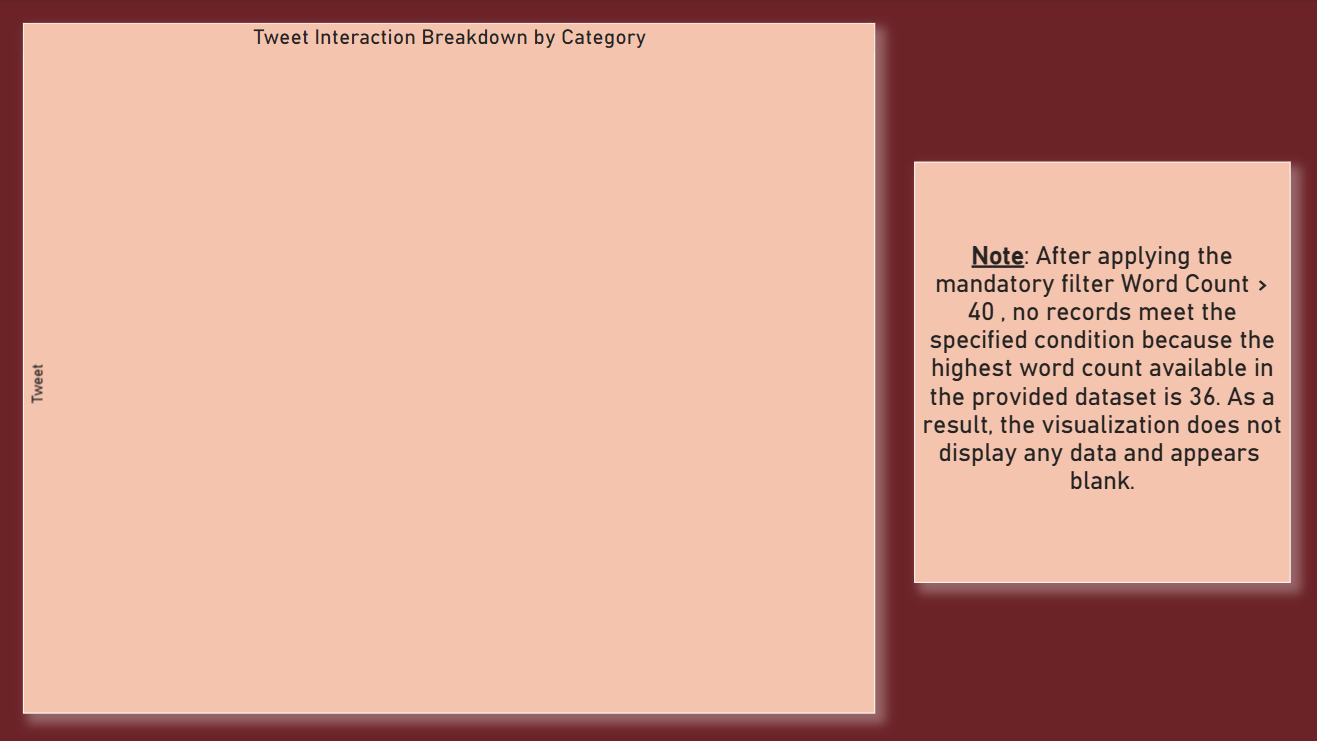 Tweet Interaction Breakdown by Category
Tweet
Note: After applying the
mandatory filter Word Count >
40 , no records meet the
specified condition because the
highest word count available in
the provided dataset is 36. As a
result, the visualization does not
display any data and appears
blank.